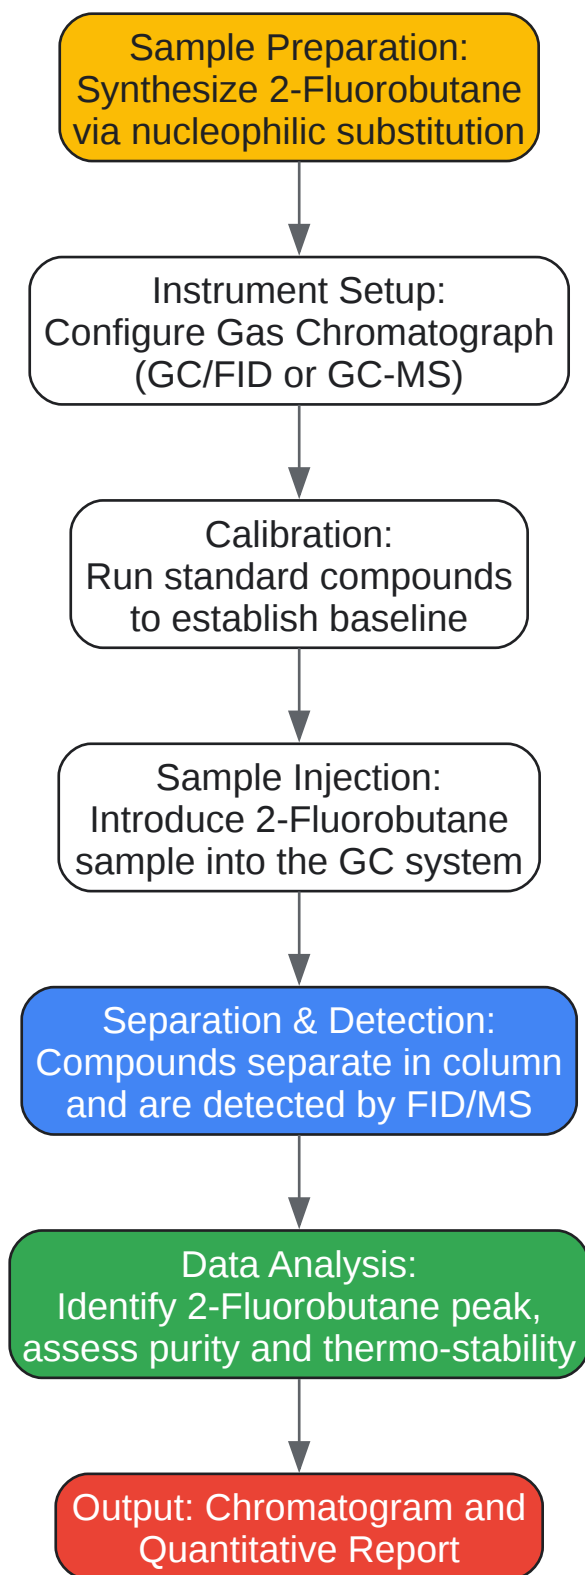 Sample Preparation:
Synthesize 2-Fluorobutane
via nucleophilic substitution
Instrument Setup:
Configure Gas Chromatograph
(GC/FID or GC-MS)
Calibration:
Run standard compounds
to establish baseline
Sample Injection:
Introduce 2-Fluorobutane
sample into the GC system
Separation & Detection:
Compounds separate in column
and are detected by FID/MS
Data Analysis:
Identify 2-Fluorobutane peak,
assess purity and thermo-stability
Output: Chromatogram and
Quantitative Report